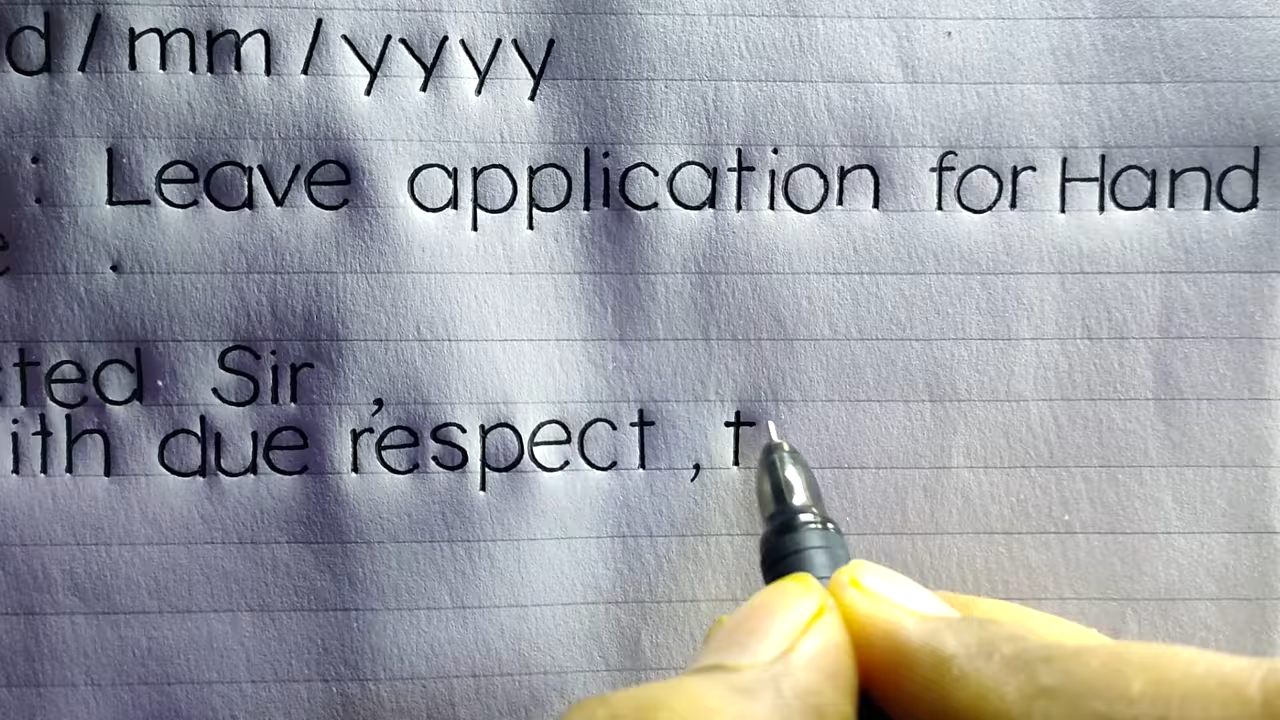 d/mm/yyyy
: Leave application for Hand
e .
ted Sir ,
ith due respect , t